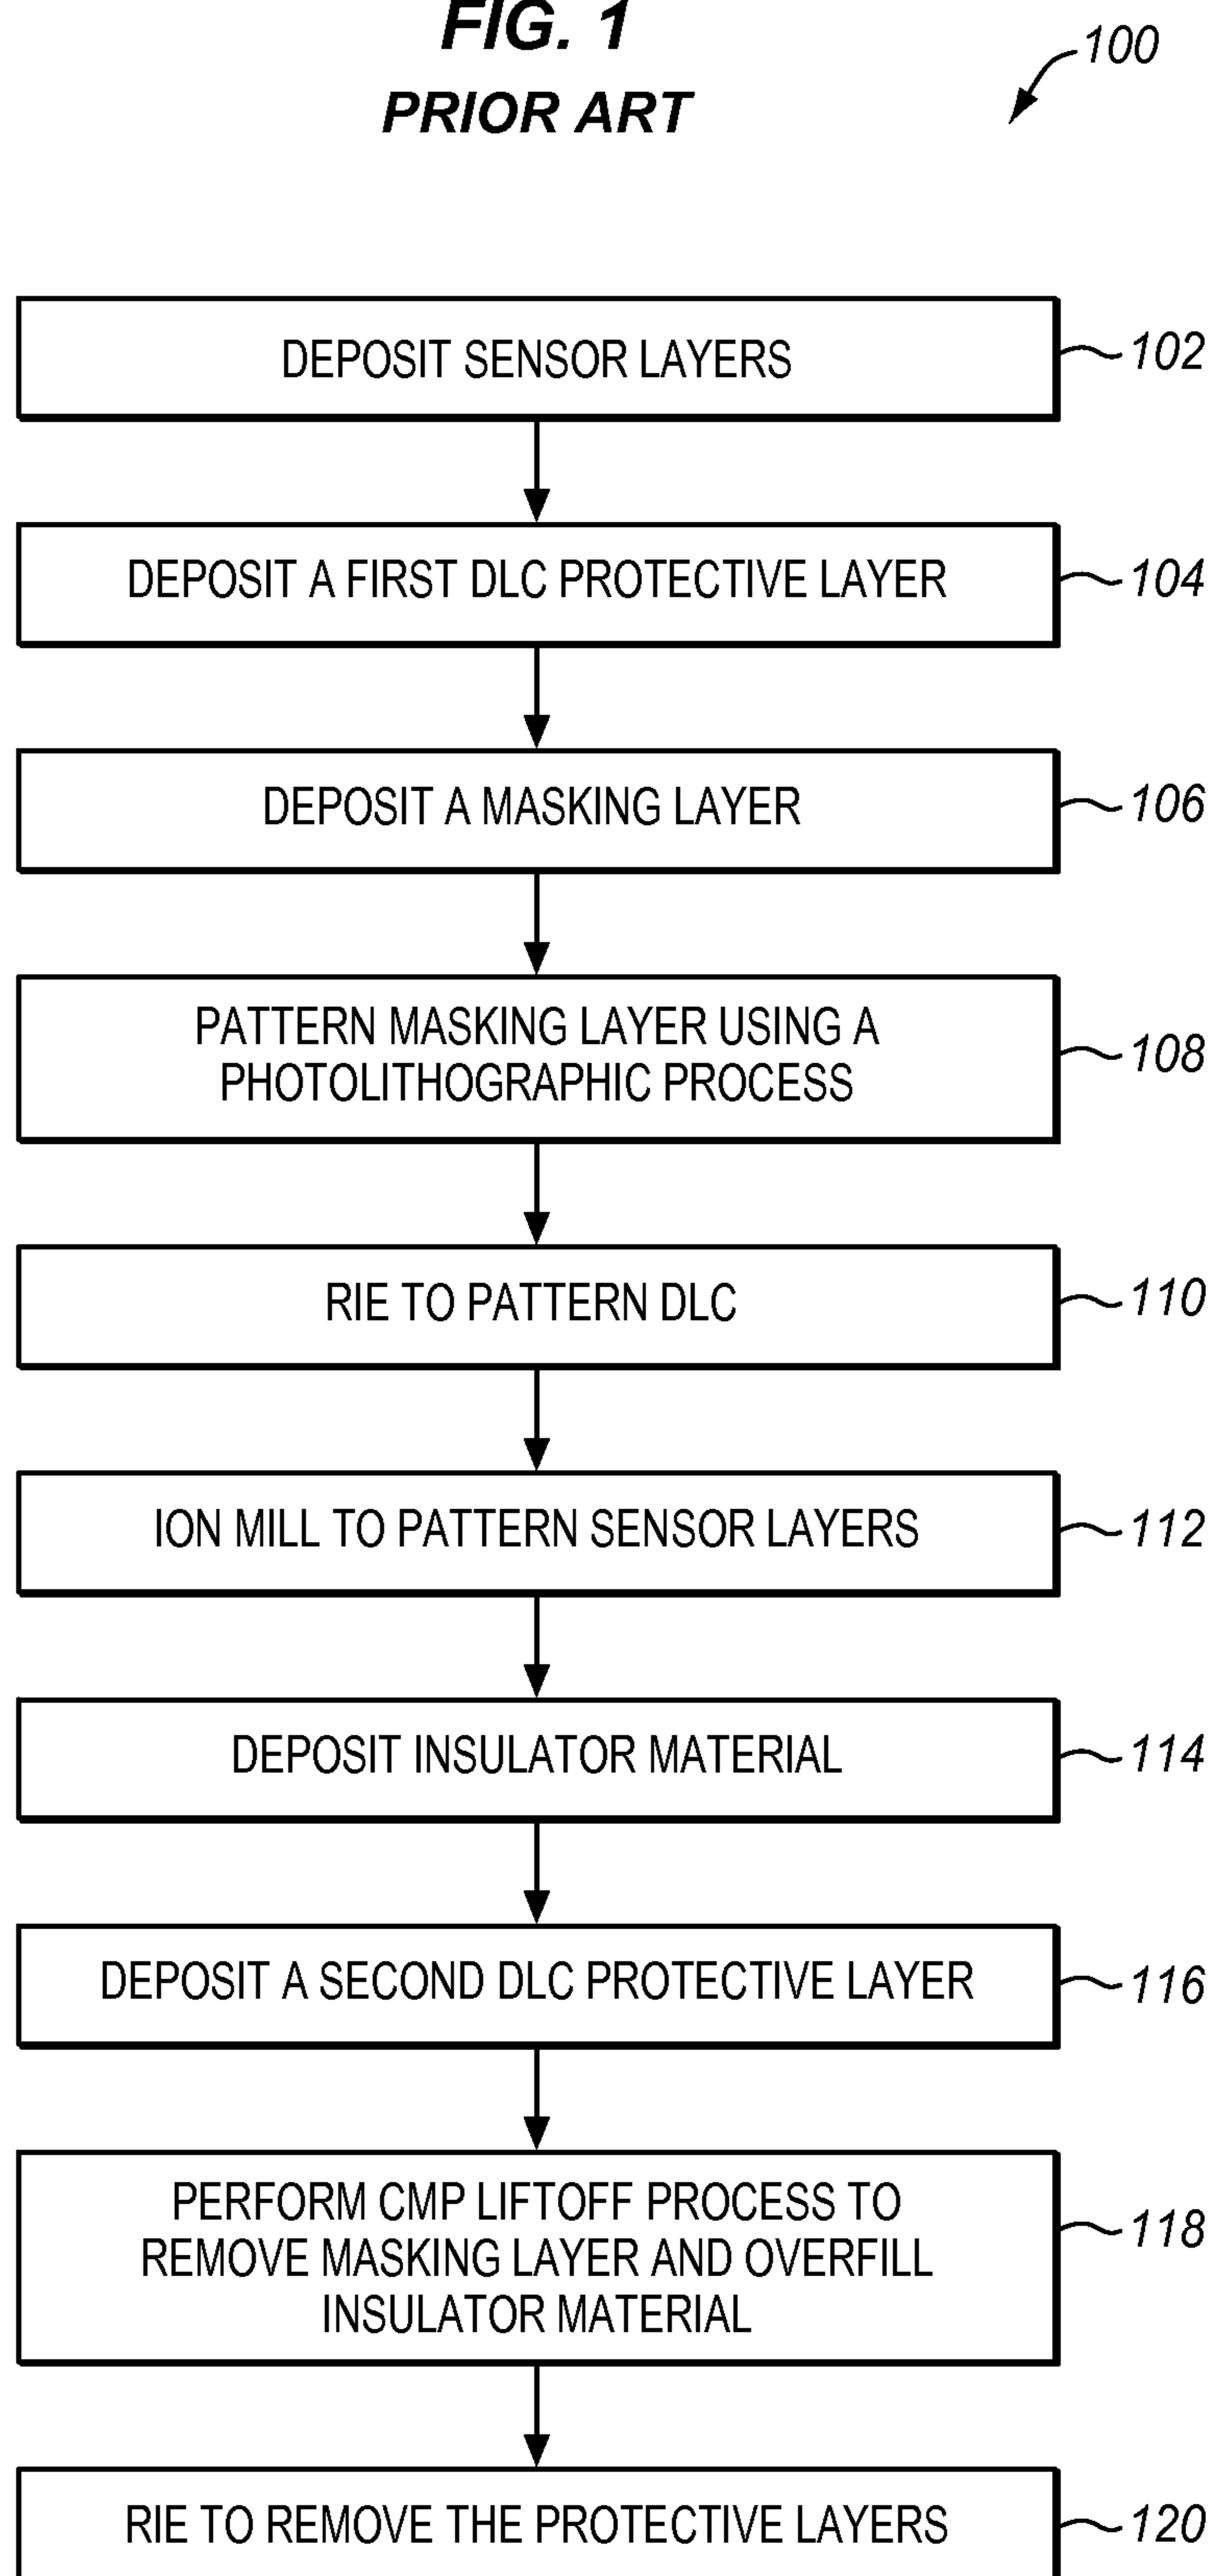 FIG. 1
PRIOR ART
100
DEPOSIT SENSOR LAYERS
102
DEPOSIT A FIRST DLC PROTECTIVE LAYER
104
DEPOSIT A MASKING LAYER
106
PATTERN MASKING LAYER USING A
PHOTOLITHOGRAPHIC PROCESS
108
RIE TO PATTERN DLC
110
ION MILL TO PATTERN SENSOR LAYERS
112
DEPOSIT INSULATOR MATERIAL
114
DEPOSIT A SECOND DLC PROTECTIVE LAYER
116
PERFORM CMP LIFTOFF PROCESS TO
REMOVE MASKING LAYER AND OVERFILL
INSULATOR MATERIAL
118
RIE TO REMOVE THE PROTECTIVE LAYERS
120